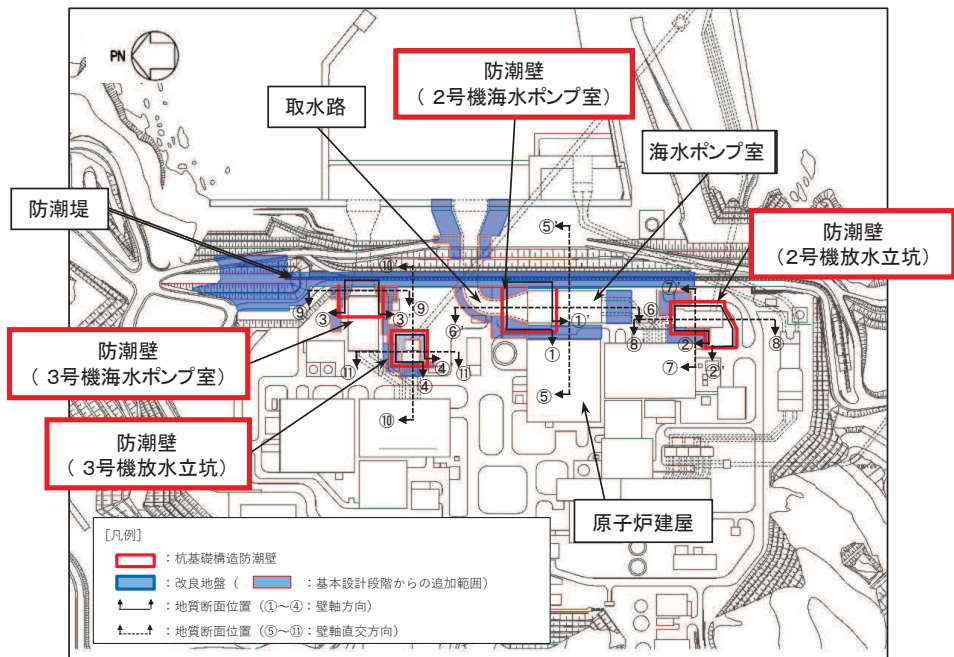 PN
防潮壁
（２号機海水ポンプ室）
取水路
海水ポンプ室
防潮堤
防潮壁
（２号機放水立坑）
⑤
⑩’
⑦’
⑨
⑨
③
③’
⑥’
①’
⑥
①
⑧
⑧
②
②’
⑦
⑪
⑪
④
④
⑤
⑩
防潮壁
（３号機海水ポンプ室）
防潮壁
（３号機放水立坑）
原子炉建屋
［凡例］
：杭基礎構造防潮壁
：改良地盤（　：基本設計段階からの追加範囲）
：地質断面位置（①～④：壁軸方向）
：地質断面位置（⑤～⑪：壁軸直交方向）